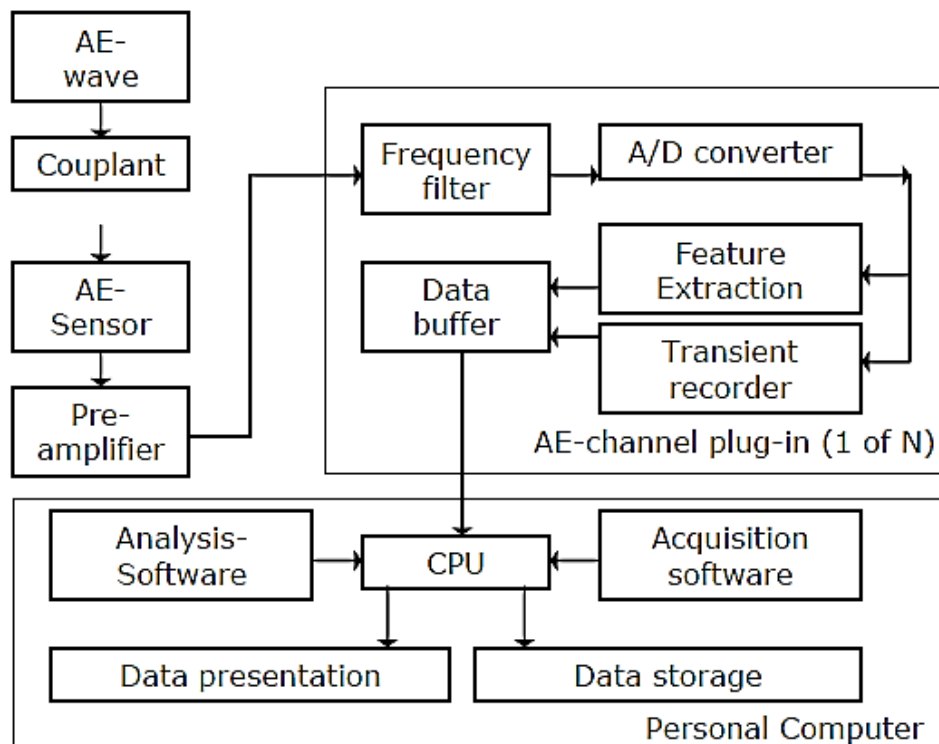 AE-
wave
Couplant
AE-
Sensor
Pre-
amplifier
Frequency
filter
A/D converter
Feature
Extraction
Data
buffer
Transient
recorder
AE-channel plug-in (1 of N)
Analysis-
Software
CPU
Acquisition
software
Data presentation
Data storage
Personal Computer